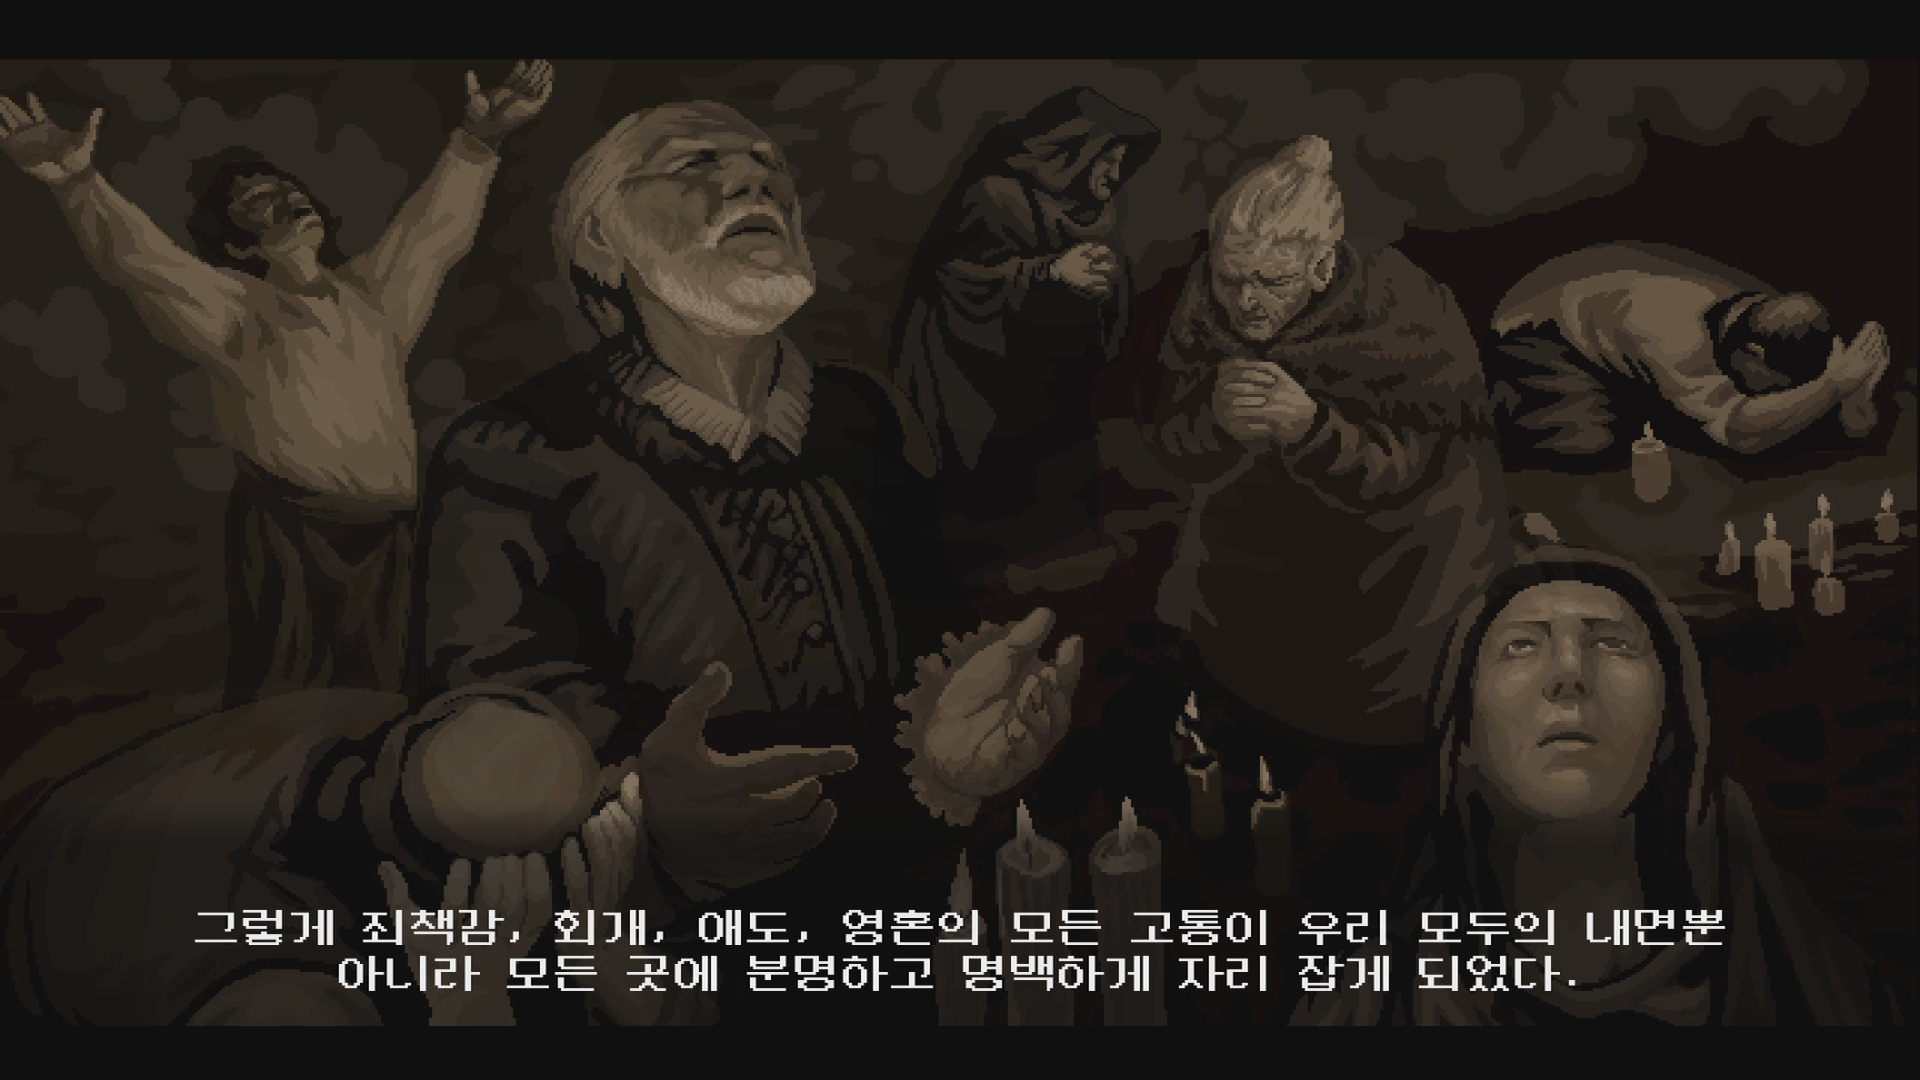 그렇게 죄책감, 회개, 애도, 영혼의 모든 고통이 우리 모두의 내면뿐
아니라 모든 곳에 분명하고 명백하게 자리 잡게 되었다.